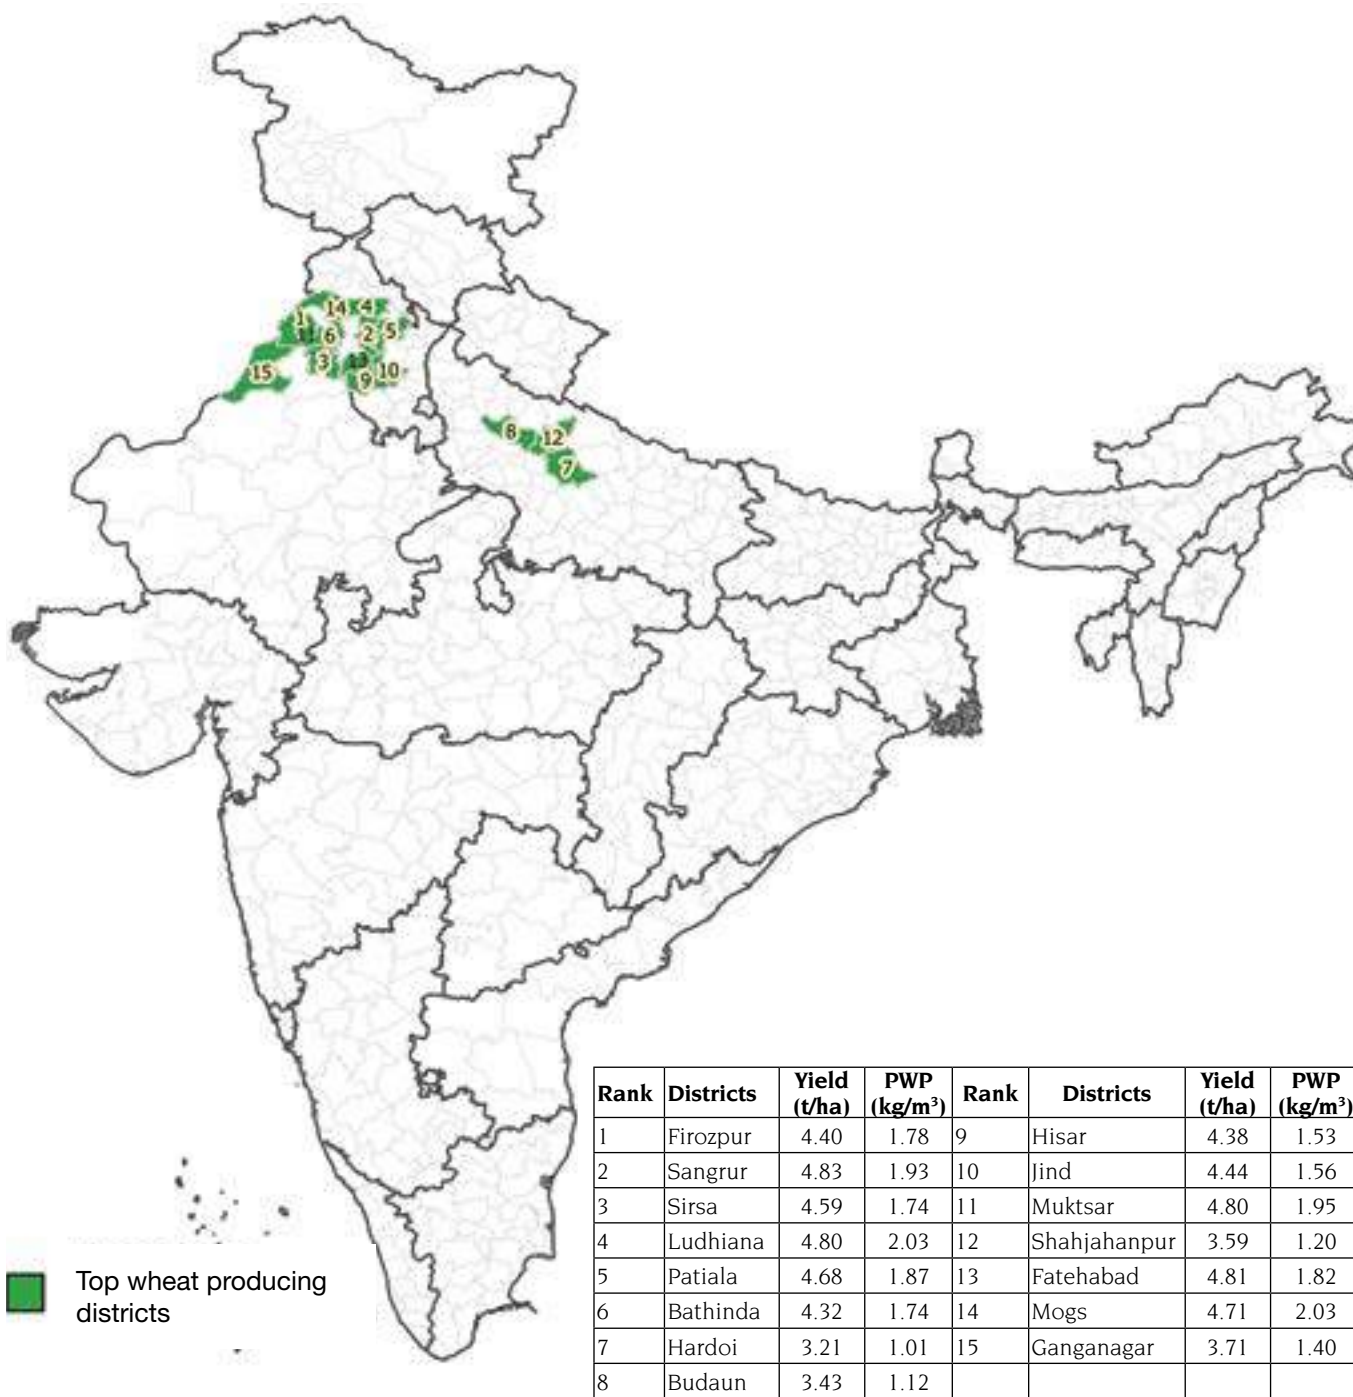 14 4
1
11 6 2 5
3 13
15 9 10
8 12
7
Rank Districts Yield (t/ha) PWP (kg/m³) Rank Districts Yield (t/ha) PWP (kg/m³)
1 Firozpur 4.40 1.78 9 Hisar 4.38 1.53
2 Sangrur 4.83 1.93 10 Jind 4.44 1.56
3 Sirsa 4.59 1.74 11 Muktsar 4.80 1.95
4 Ludhiana 4.80 2.03 12 Shahjahanpur 3.59 1.20
5 Patiala 4.68 1.87 13 Fatehabad 4.81 1.82
6 Bathinda 4.32 1.74 14 Mogs 4.71 2.03
7 Hardoi 3.21 1.01 15 Ganganagar 3.71 1.40
8 Budaun 3.43 1.12
Top wheat producing
districts